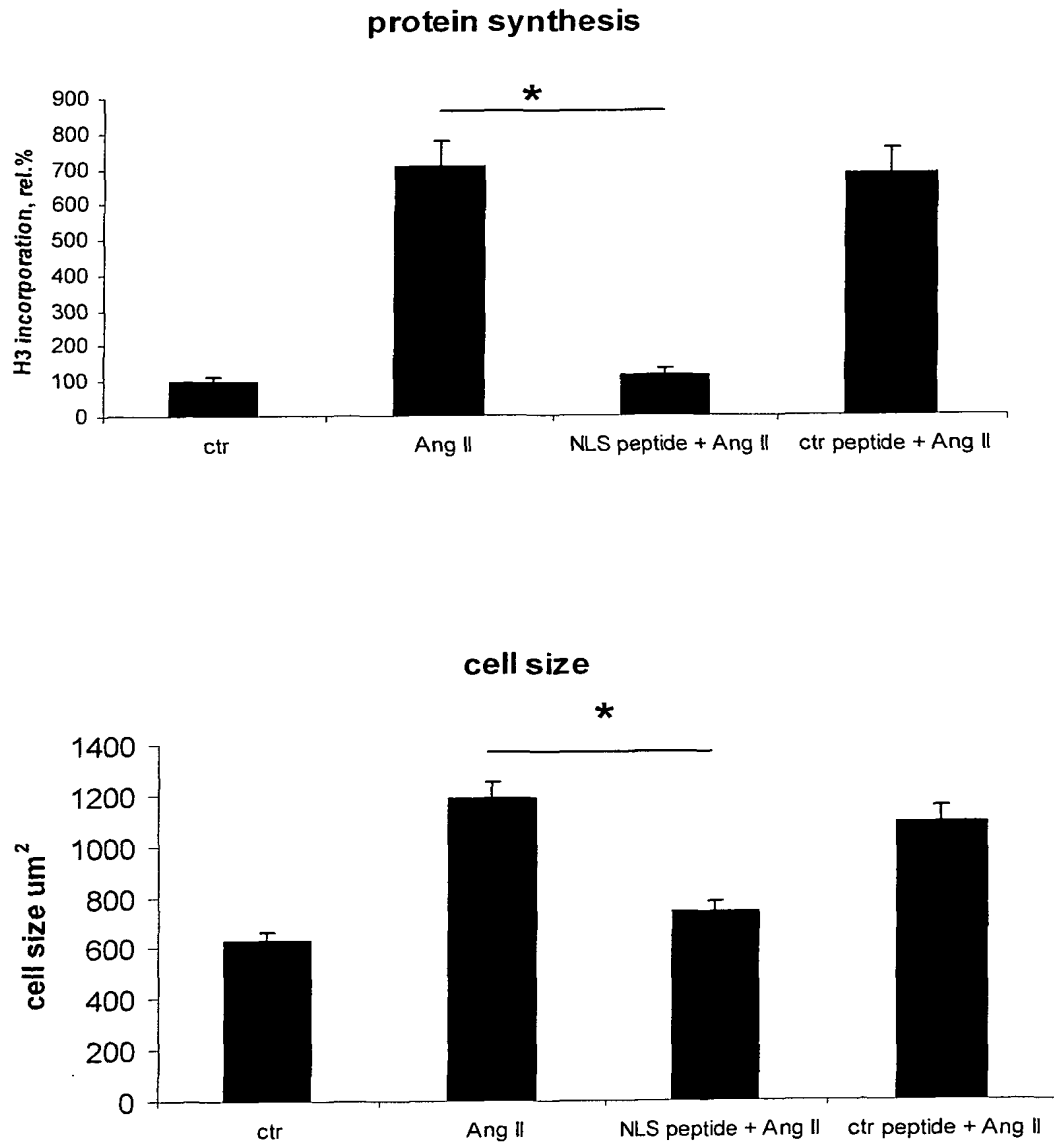 protein synthesis
*
900
800
700
600
500
400
300
200
100
0
H3 incorporation, rel.%
ctr
Ang II
NLS peptide + Ang II
ctr peptide + Ang II
cell size
*
1400
1200
1000
800
600
400
200
0
cell size um²
ctr
Ang II
NLS peptide + Ang II
ctr peptide + Ang II